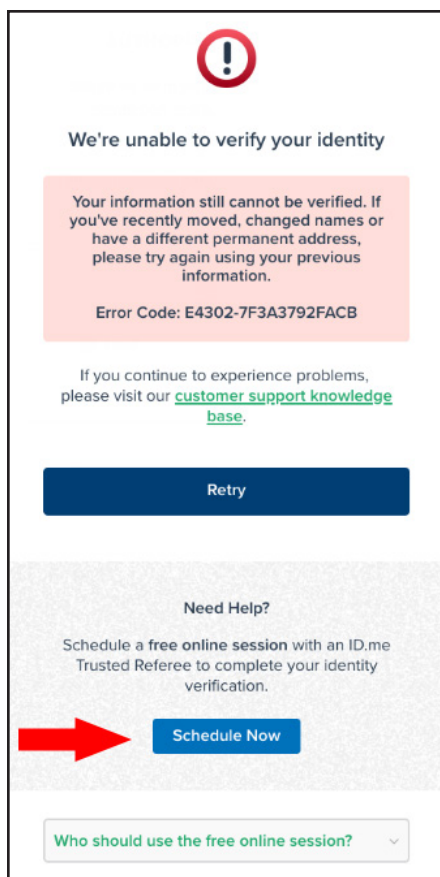 We're unable to verify your identity
Your information still cannot be verified. If
you've recently moved, changed names or
have a different permanent address,
please try again using your previous
information.
Error Code: E4302-7F3A3792FACB
If you continue to experience problems,
please visit our customer support knowledge
base.
Retry
Need Help?
Schedule a free online session with an ID.me
Trusted Referee to complete your identity
verification.
Schedule Now
Who should use the free online session?